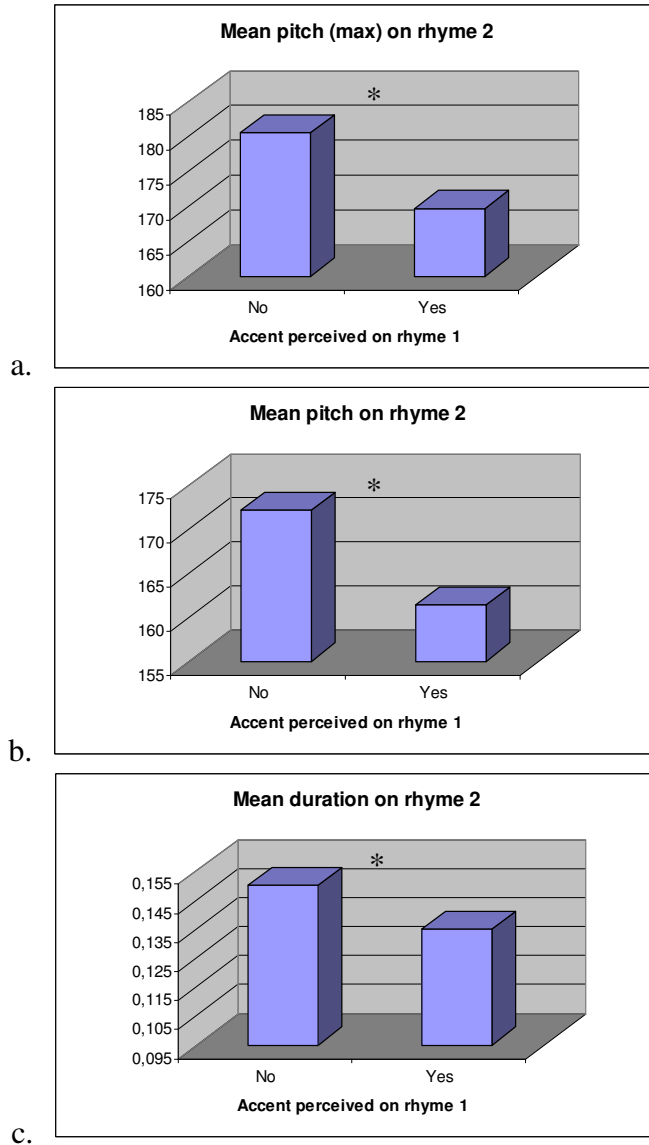 Mean pitch (max) on rhyme 2
*
185
180
175
170
165
160
No Yes
Accent perceived on rhyme 1
a.
Mean pitch on rhyme 2
*
175
170
165
160
155
No Yes
Accent perceived on rhyme 1
b.
Mean duration on rhyme 2
*
0,155
0,145
0,135
0,125
0,115
0,105
0,095
No Yes
Accent perceived on rhyme 1
c.